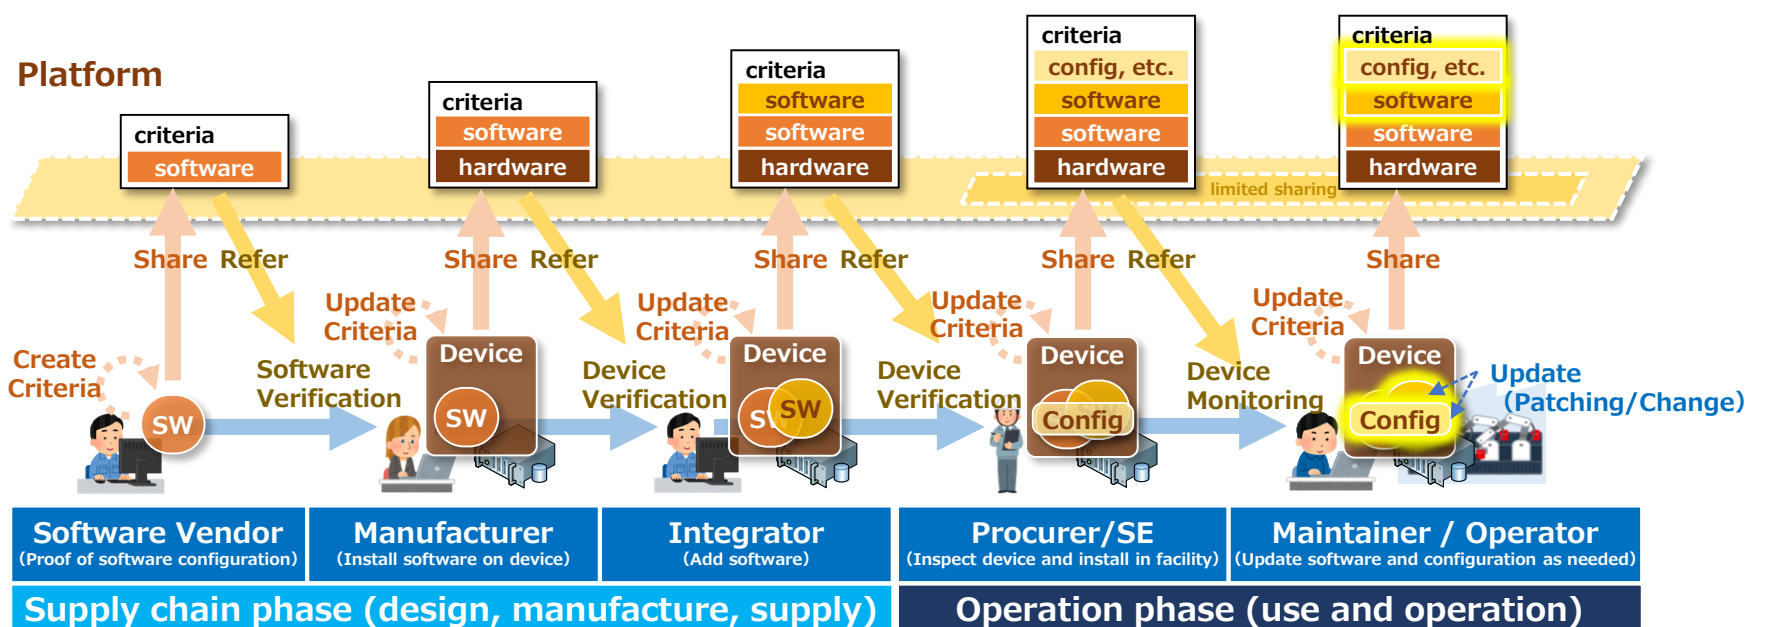 Platform
criteria
software
criteria
software
hardware
criteria
software
software
hardware
criteria
config, etc.
software
software
hardware
criteria
config, etc.
software
software
hardware
limited sharing
Share Refer
Share Refer
Share Refer
Share Refer
Share
Create
Criteria
SW
Software
Verification
Update
Criteria
Device
SW
Device
Verification
Update
Criteria
Device
SW
SW
Device
Verification
Update
Criteria
Device
SW
Config
Device
Monitoring
Update
Criteria
Device
Config
Update
(Patching/Change)
Software Vendor
(Proof of software configuration)
Manufacturer
(Install software on device)
Integrator
(Add software)
Procurer/SE
(Inspect device and install in facility)
Maintainer / Operator
(Update software and configuration as needed)
Supply chain phase (design, manufacture, supply)
Operation phase (use and operation)